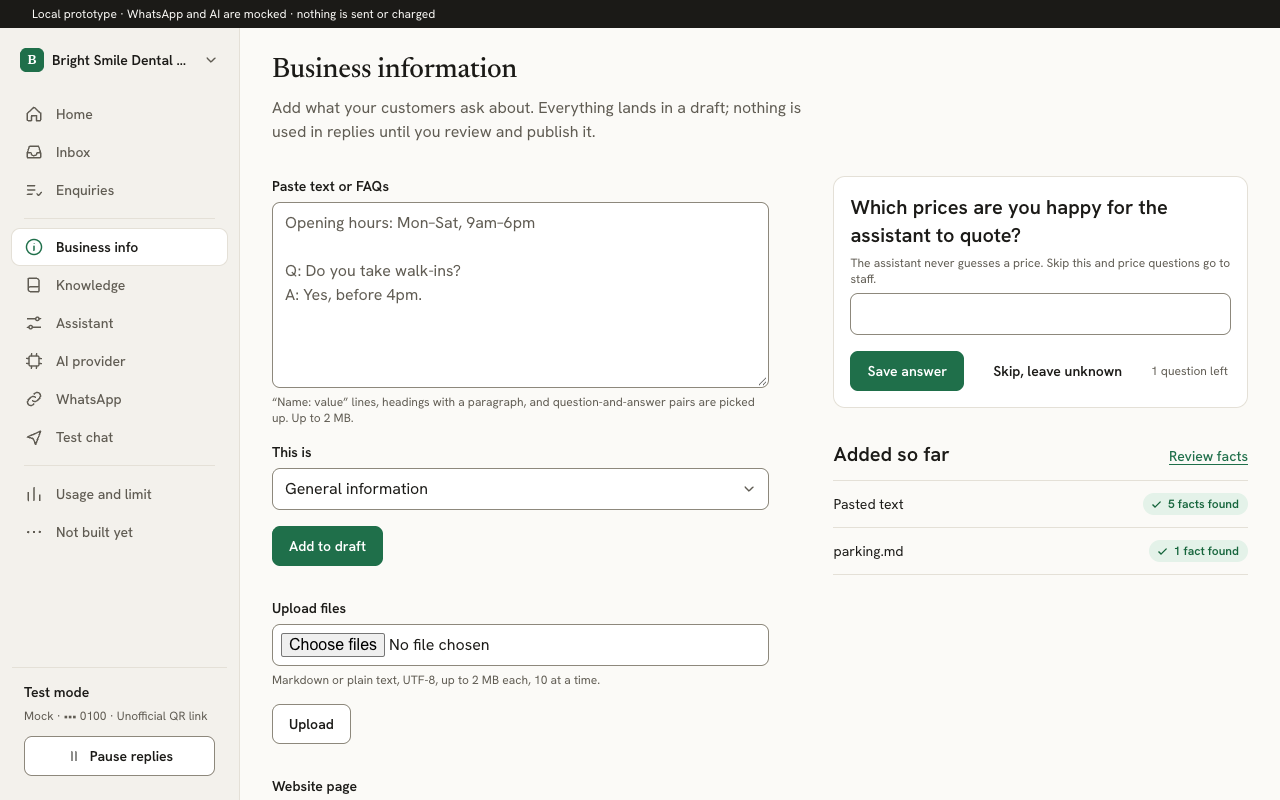 Local prototype · WhatsApp and AI are mocked · nothing is sent or charged
B
Bright Smile Dental ...
Home
Inbox
Enquiries
Business info
Knowledge
Assistant
AI provider
WhatsApp
Test chat
Usage and limit
Not built yet
Test mode
Mock · ••• 0100 · Unofficial QR link
Pause replies
Business information
Add what your customers ask about. Everything lands in a draft; nothing is
used in replies until you review and publish it.
Paste text or FAQs
Opening hours: Mon–Sat, 9am–6pm
Q: Do you take walk-ins?
A: Yes, before 4pm.
“Name: value” lines, headings with a paragraph, and question-and-answer pairs are picked
up. Up to 2 MB.
This is
General information
Add to draft
Upload files
Choose files No file chosen
Markdown or plain text, UTF-8, up to 2 MB each, 10 at a time.
Upload
Website page
Which prices are you happy for the
assistant to quote?
The assistant never guesses a price. Skip this and price questions go to
staff.
Save answer
Skip, leave unknown
1 question left
Added so far
Review facts
Pasted text
5 facts found
parking.md
1 fact found